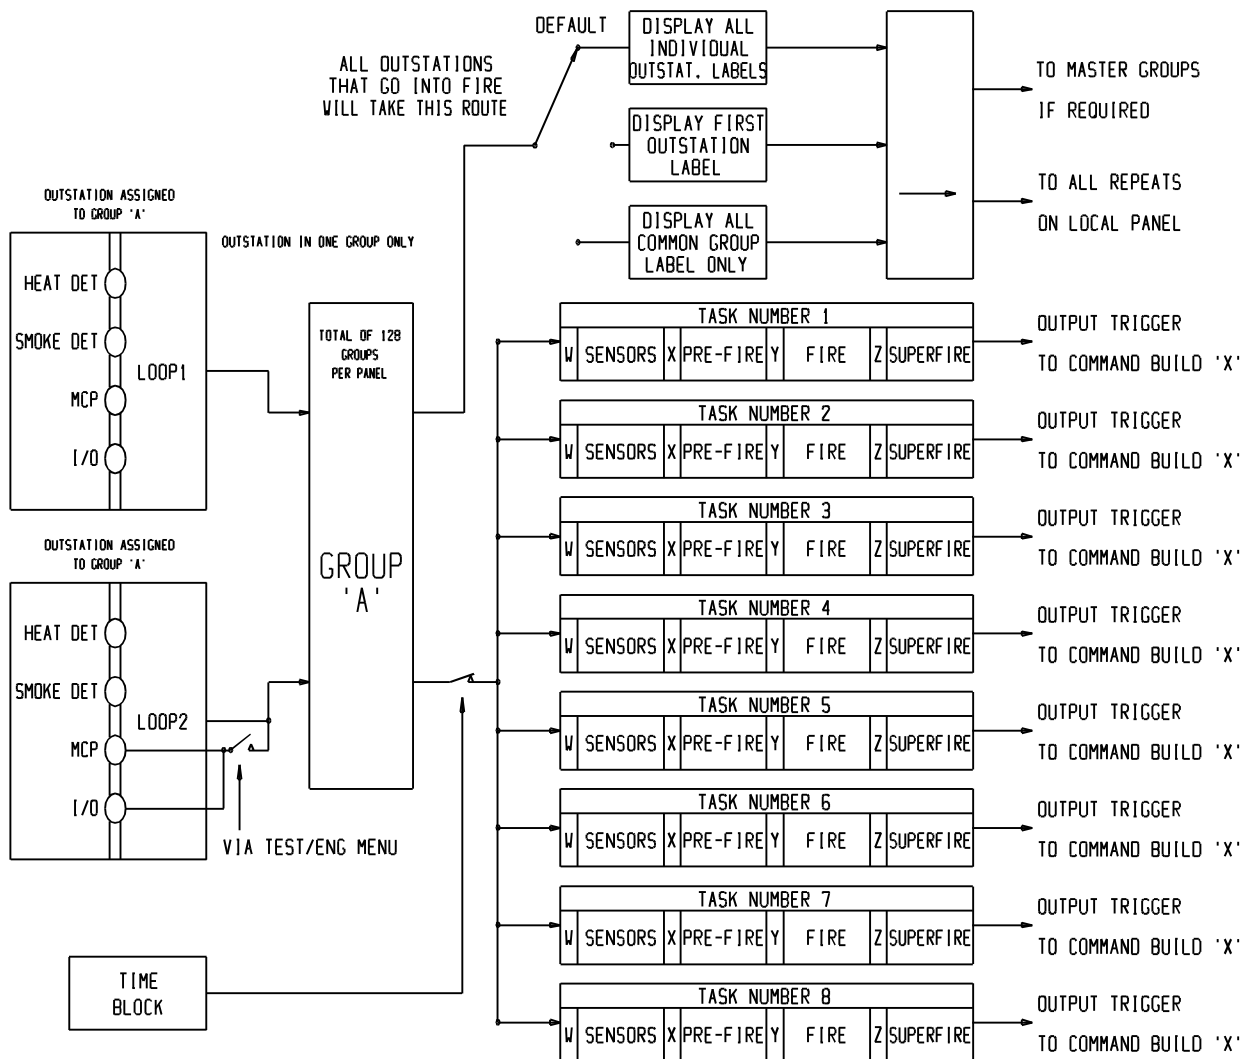 DEFAULT
DISPLAY ALL
INDIVIDUAL
OUTSTAT. LABELS
ALL OUTSTATIONS
THAT GO INTO FIRE
WILL TAKE THIS ROUTE
TO MASTER GROUPS
IF REQUIRED
DISPLAY FIRST
OUTSTATION
LABEL
TO ALL REPEATS
ON LOCAL PANEL
DISPLAY ALL
COMMON GROUP
LABEL ONLY
OUTSTATION ASSIGNED
TO GROUP 'A'
OUTSTATION IN ONE GROUP ONLY
HEAT DET
SMOKE DET
LOOP1
MCP
I/O
TOTAL OF 128
GROUPS
PER PANEL
GROUP
'A'
OUTSTATION ASSIGNED
TO GROUP 'A'
HEAT DET
SMOKE DET
LOOP2
MCP
I/O
VIA TEST/ENG MENU
TIME
BLOCK
TASK NUMBER 1
W SENSORS X PRE-FIRE Y FIRE Z SUPERFIRE
OUTPUT TRIGGER
TO COMMAND BUILD 'X'
TASK NUMBER 2
W SENSORS X PRE-FIRE Y FIRE Z SUPERFIRE
OUTPUT TRIGGER
TO COMMAND BUILD 'X'
TASK NUMBER 3
W SENSORS X PRE-FIRE Y FIRE Z SUPERFIRE
OUTPUT TRIGGER
TO COMMAND BUILD 'X'
TASK NUMBER 4
W SENSORS X PRE-FIRE Y FIRE Z SUPERFIRE
OUTPUT TRIGGER
TO COMMAND BUILD 'X'
TASK NUMBER 5
W SENSORS X PRE-FIRE Y FIRE Z SUPERFIRE
OUTPUT TRIGGER
TO COMMAND BUILD 'X'
TASK NUMBER 6
W SENSORS X PRE-FIRE Y FIRE Z SUPERFIRE
OUTPUT TRIGGER
TO COMMAND BUILD 'X'
TASK NUMBER 7
W SENSORS X PRE-FIRE Y FIRE Z SUPERFIRE
OUTPUT TRIGGER
TO COMMAND BUILD 'X'
TASK NUMBER 8
W SENSORS X PRE-FIRE Y FIRE Z SUPERFIRE
OUTPUT TRIGGER
TO COMMAND BUILD 'X'